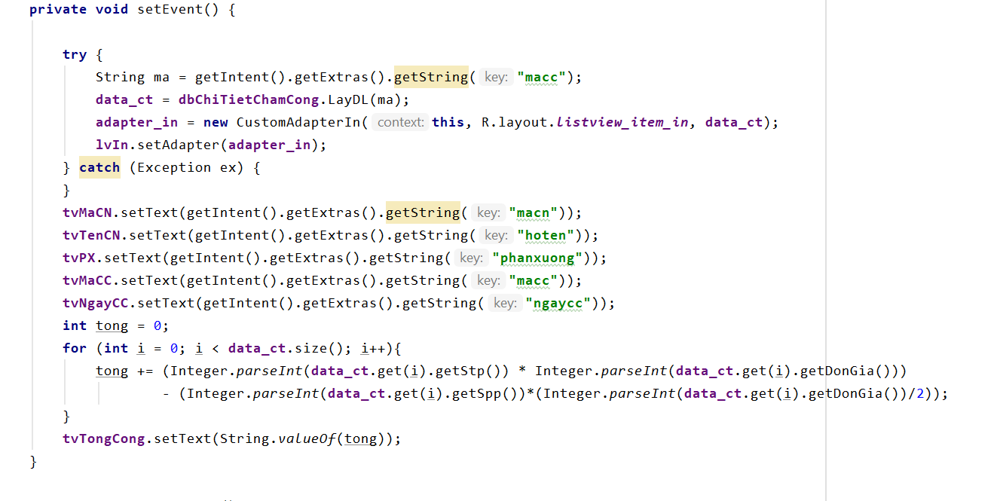 private void setEvent() {
try {
String ma = getIntent().getExtras().getString( key: "macc");
data_ct = dbChiTietChamCong.LayDL(ma);
adapter_in = new CustomAdapterIn( context: this, R.layout.listview_item_in, data_ct);
lvIn.setAdapter(adapter_in);
} catch (Exception ex) {
}
tvMaCN.setText(getIntent().getExtras().getString( key: "macn"));
tvTenCN.setText(getIntent().getExtras().getString( key: "hoten"));
tvPX.setText(getIntent().getExtras().getString( key: "phanxuong"));
tvMaCC.setText(getIntent().getExtras().getString( key: "macc"));
tvNgayCC.setText(getIntent().getExtras().getString( key: "ngaycc"));
int tong = 0;
for (int i = 0; i < data_ct.size(); i++){
tong += (Integer.parseInt(data_ct.get(i).getStp()) * Integer.parseInt(data_ct.get(i).getDonGia()))
- (Integer.parseInt(data_ct.get(i).getSpp())*(Integer.parseInt(data_ct.get(i).getDonGia())/2));
}
tvTongCong.setText(String.valueOf(tong));
}